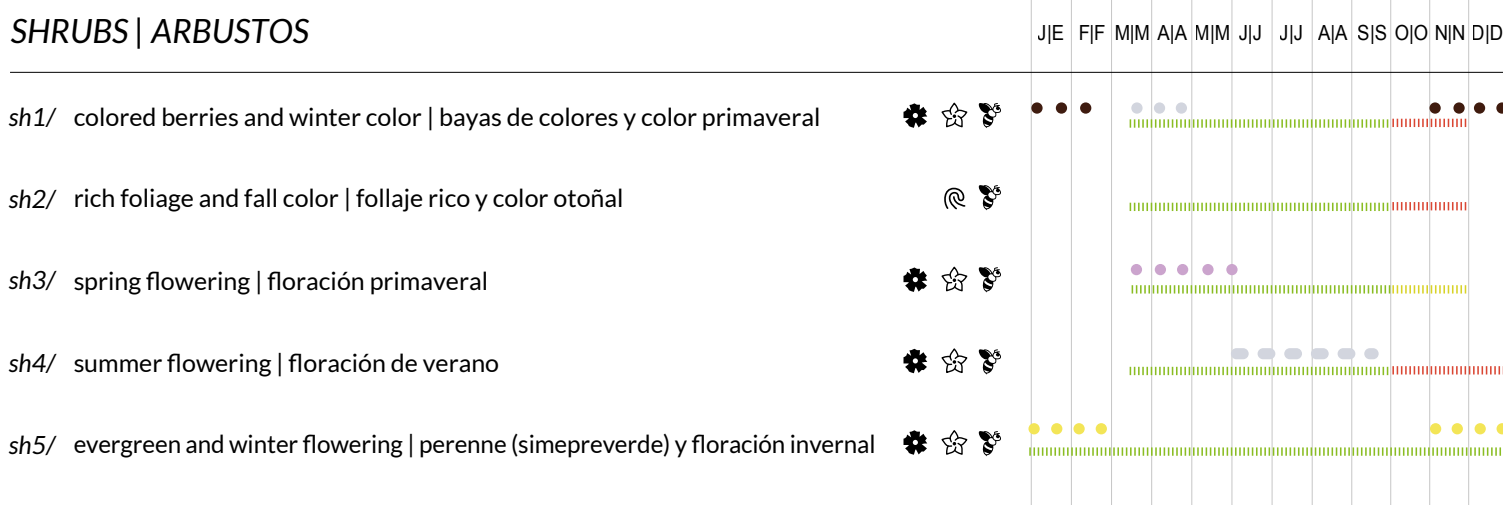 SHRUBS | ARBUSTOS J|E F|F M|M A|A M|M J|J J|J A|A S|S O|O N|N D|D
sh1/ colored berries and winter color | bayas de colores y color primaveral
sh2/ rich foliage and fall color | follaje rico y color otoñal
sh3/ spring flowering | floración primaveral
sh4/ summer flowering | floración de verano
sh5/ evergreen and winter flowering | perenne (simepreverde) y floración invernal